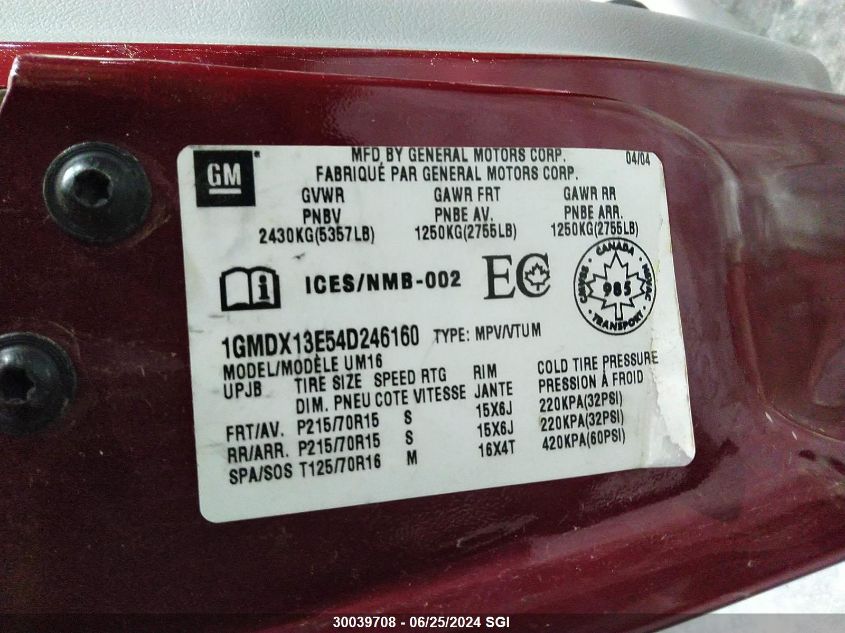 GM
MFD BY GENERAL MOTORS CORP. 04/04
FABRIQUÉ PAR GENERAL MOTORS CORP.
GVWR GAWR FRT GAWR RR
PNBV PNBE AV. PNBE ARR.
2430KG(5357LB) 1250KG(2755LB) 1250KG(2755LB)
ICES/NMB-002 EC
CANADA
985
TRANSPORT
1GMDX13E54D246160 TYPE: MPV/VTUM
MODEL/MODÈLE UM16
UPJB TIRE SIZE SPEED RTG RIM COLD TIRE PRESSURE
DIM. PNEU COTE VITESSE JANTE PRESSION À FROID
FRT/AV. P215/70R15 S 15X6J 220KPA(32PSI)
RR/ARR. P215/70R15 S 15X6J 220KPA(32PSI)
SPA/SOS T125/70R16 M 16X4T 420KPA(60PSI)
30039708 - 06/25/2024 SGI